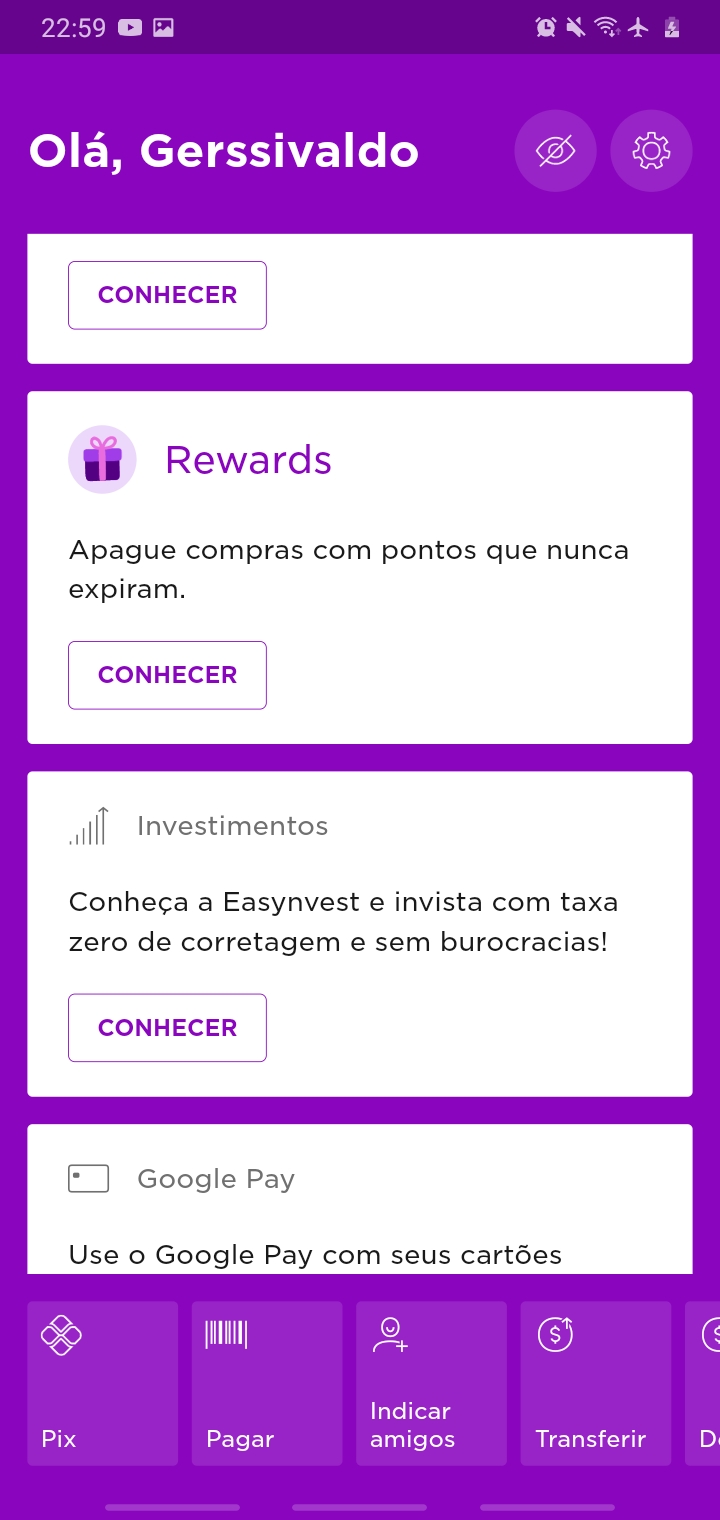 22:59
Olá, Gerssivaldo
CONHECER
Rewards
Apague compras com pontos que nunca
expiram.
CONHECER
Investimentos
Conheça a Easynvest e invista com taxa
zero de corretagem e sem burocracias!
CONHECER
Google Pay
Use o Google Pay com seus cartões
Pix
Pagar
Indicar
amigos
Transferir